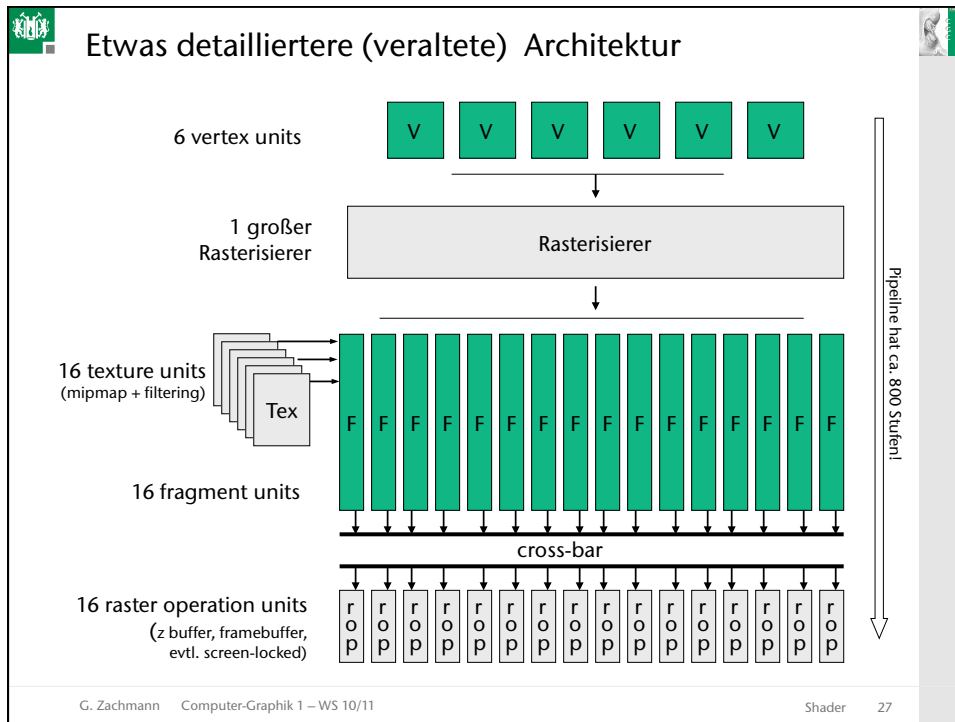 Etwas detailliertere (veraltete) Architektur
6 vertex units
V V V V V V
1 großer
Rasterisierer
Rasterisierer
16 texture units
(mipmap + filtering)
Tex
F F F F F F F F F F F F F F F F
16 fragment units
cross-bar
16 raster operation units
(z buffer, framebuffer,
evtl. screen-locked)
rop rop rop rop rop rop rop rop rop rop rop rop rop rop rop rop
Pipeilne hat ca. 800 Stufen!
G. Zachmann Computer-Graphik 1 – WS 10/11
Shader 27